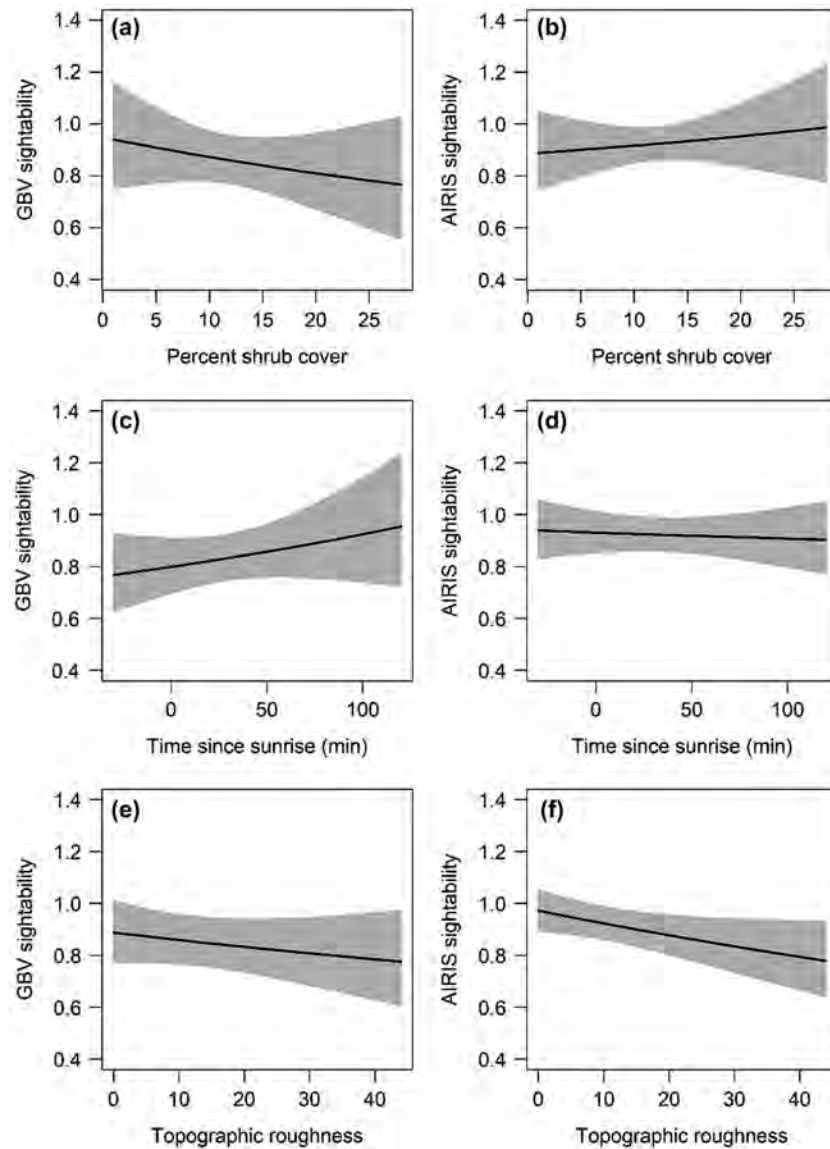 (a)
GBV sightability
1.4
1.2
1.0
0.8
0.6
0.4
0 5 10 15 20 25
Percent shrub cover
(b)
AIRIS sightability
1.4
1.2
1.0
0.8
0.6
0.4
0 5 10 15 20 25
Percent shrub cover
(c)
GBV sightability
1.4
1.2
1.0
0.8
0.6
0.4
0 50 100
Time since sunrise (min)
(d)
AIRIS sightability
1.4
1.2
1.0
0.8
0.6
0.4
0 50 100
Time since sunrise (min)
(e)
GBV sightability
1.4
1.2
1.0
0.8
0.6
0.4
0 10 20 30 40
Topographic roughness
(f)
AIRIS sightability
1.4
1.2
1.0
0.8
0.6
0.4
0 10 20 30 40
Topographic roughness